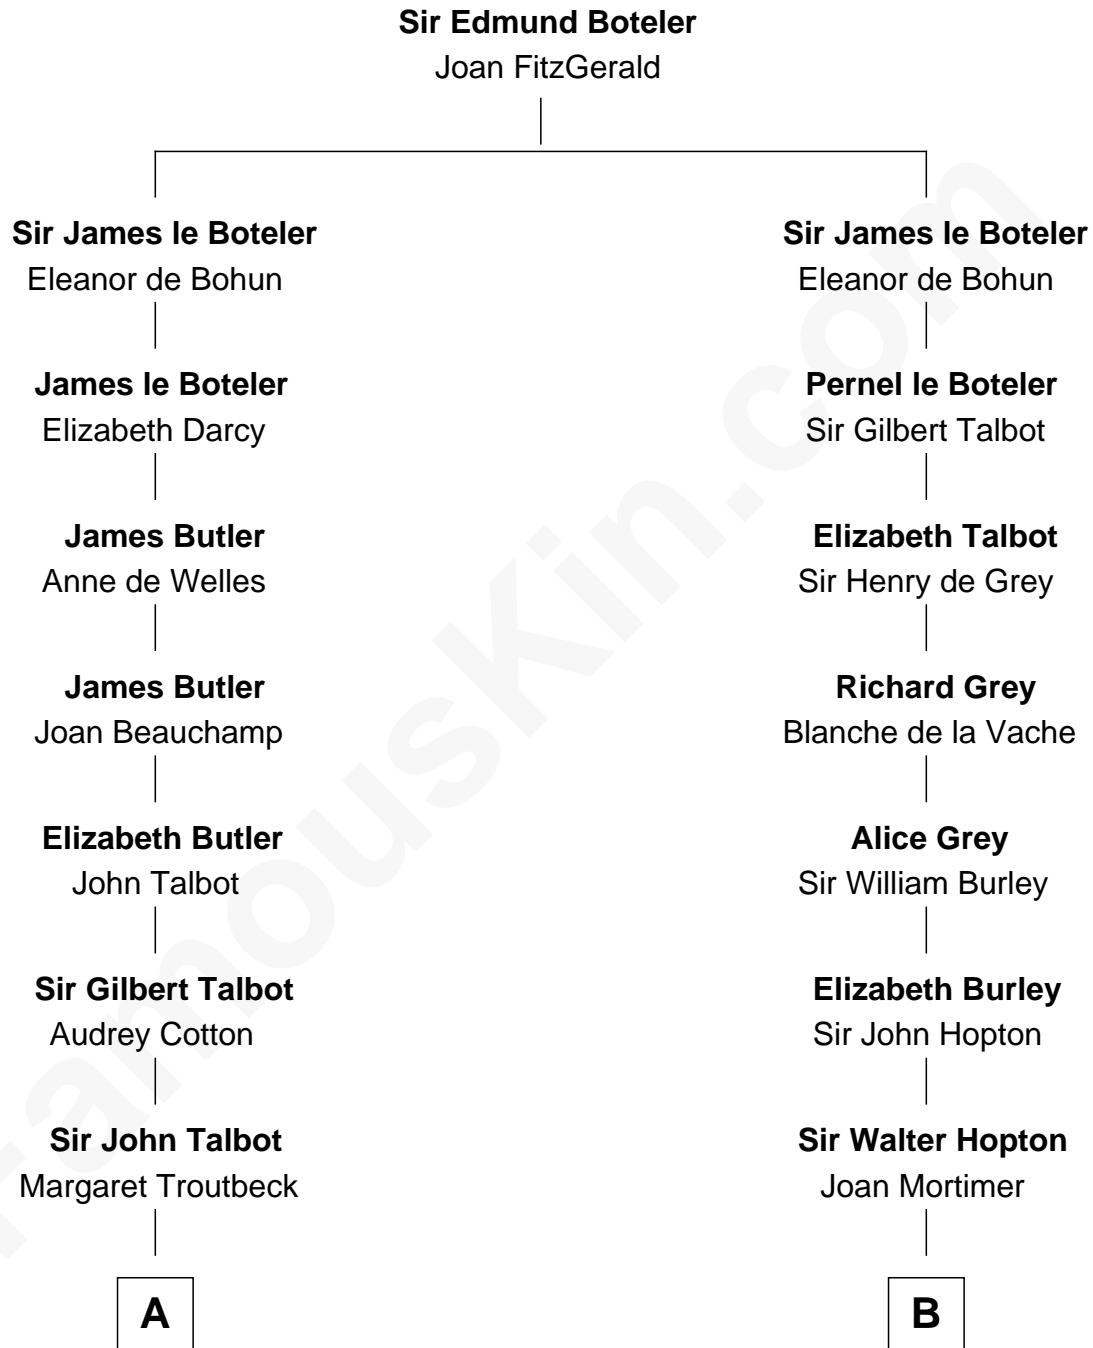 Sir Edmund Boteler
Joan FitzGerald
Sir James le Boteler
Eleanor de Bohun
James le Boteler
Elizabeth Darcy
James Butler
Anne de Welles
James Butler
Joan Beauchamp
Elizabeth Butler
John Talbot
Sir Gilbert Talbot
Audrey Cotton
Sir John Talbot
Margaret Troutbeck
A
Sir James le Boteler
Eleanor de Bohun
Pernel le Boteler
Sir Gilbert Talbot
Elizabeth Talbot
Sir Henry de Grey
Richard Grey
Blanche de la Vache
Alice Grey
Sir William Burley
Elizabeth Burley
Sir John Hopton
Sir Walter Hopton
Joan Mortimer
B
FamousKin.com